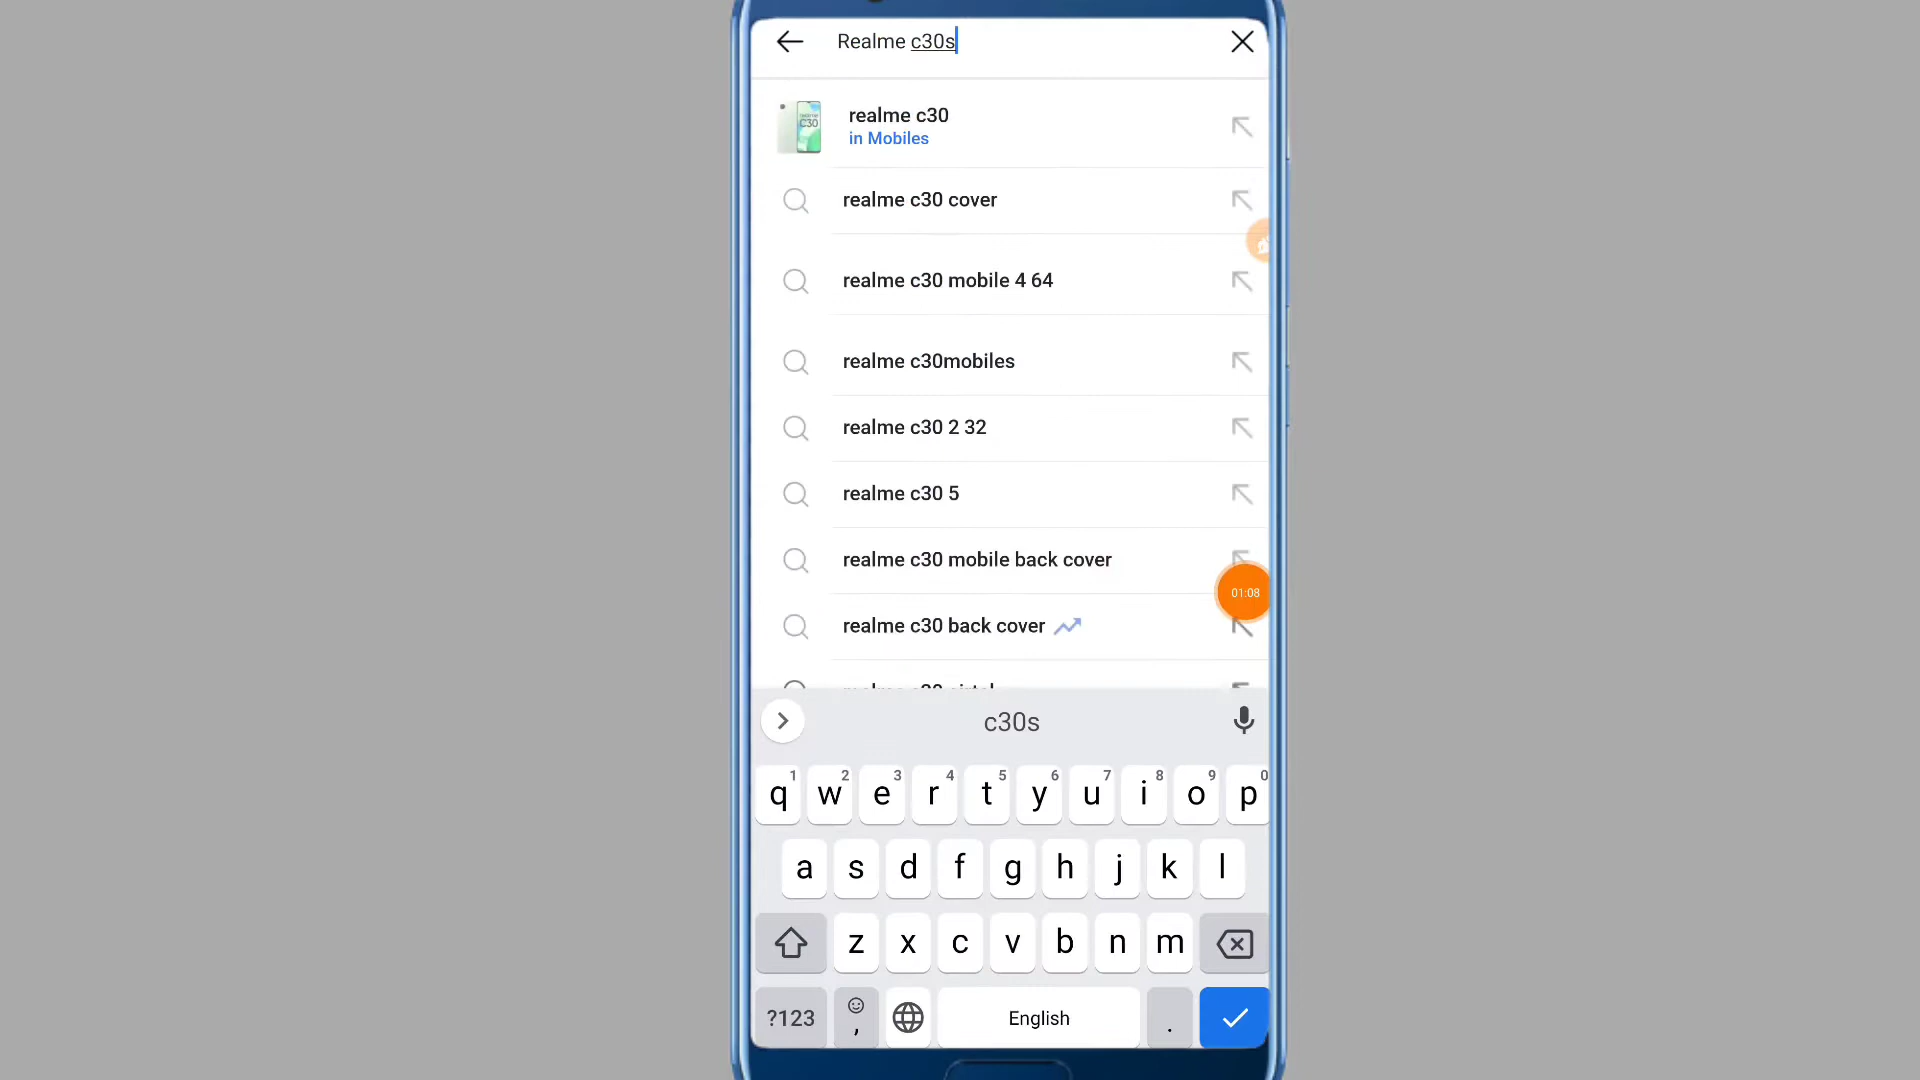 Realme c30s
realme c30
in Mobiles
realme c30 cover
realme c30 mobile 4 64
realme c30mobiles
realme c30 2 32
realme c30 5
realme c30 mobile back cover
01:08
realme c30 back cover
c30s
1 2 3 4 5 6 7 8 9 0
q w e r t y u i o p
a s d f g h j k l
z x c v b n m
?123 , English .